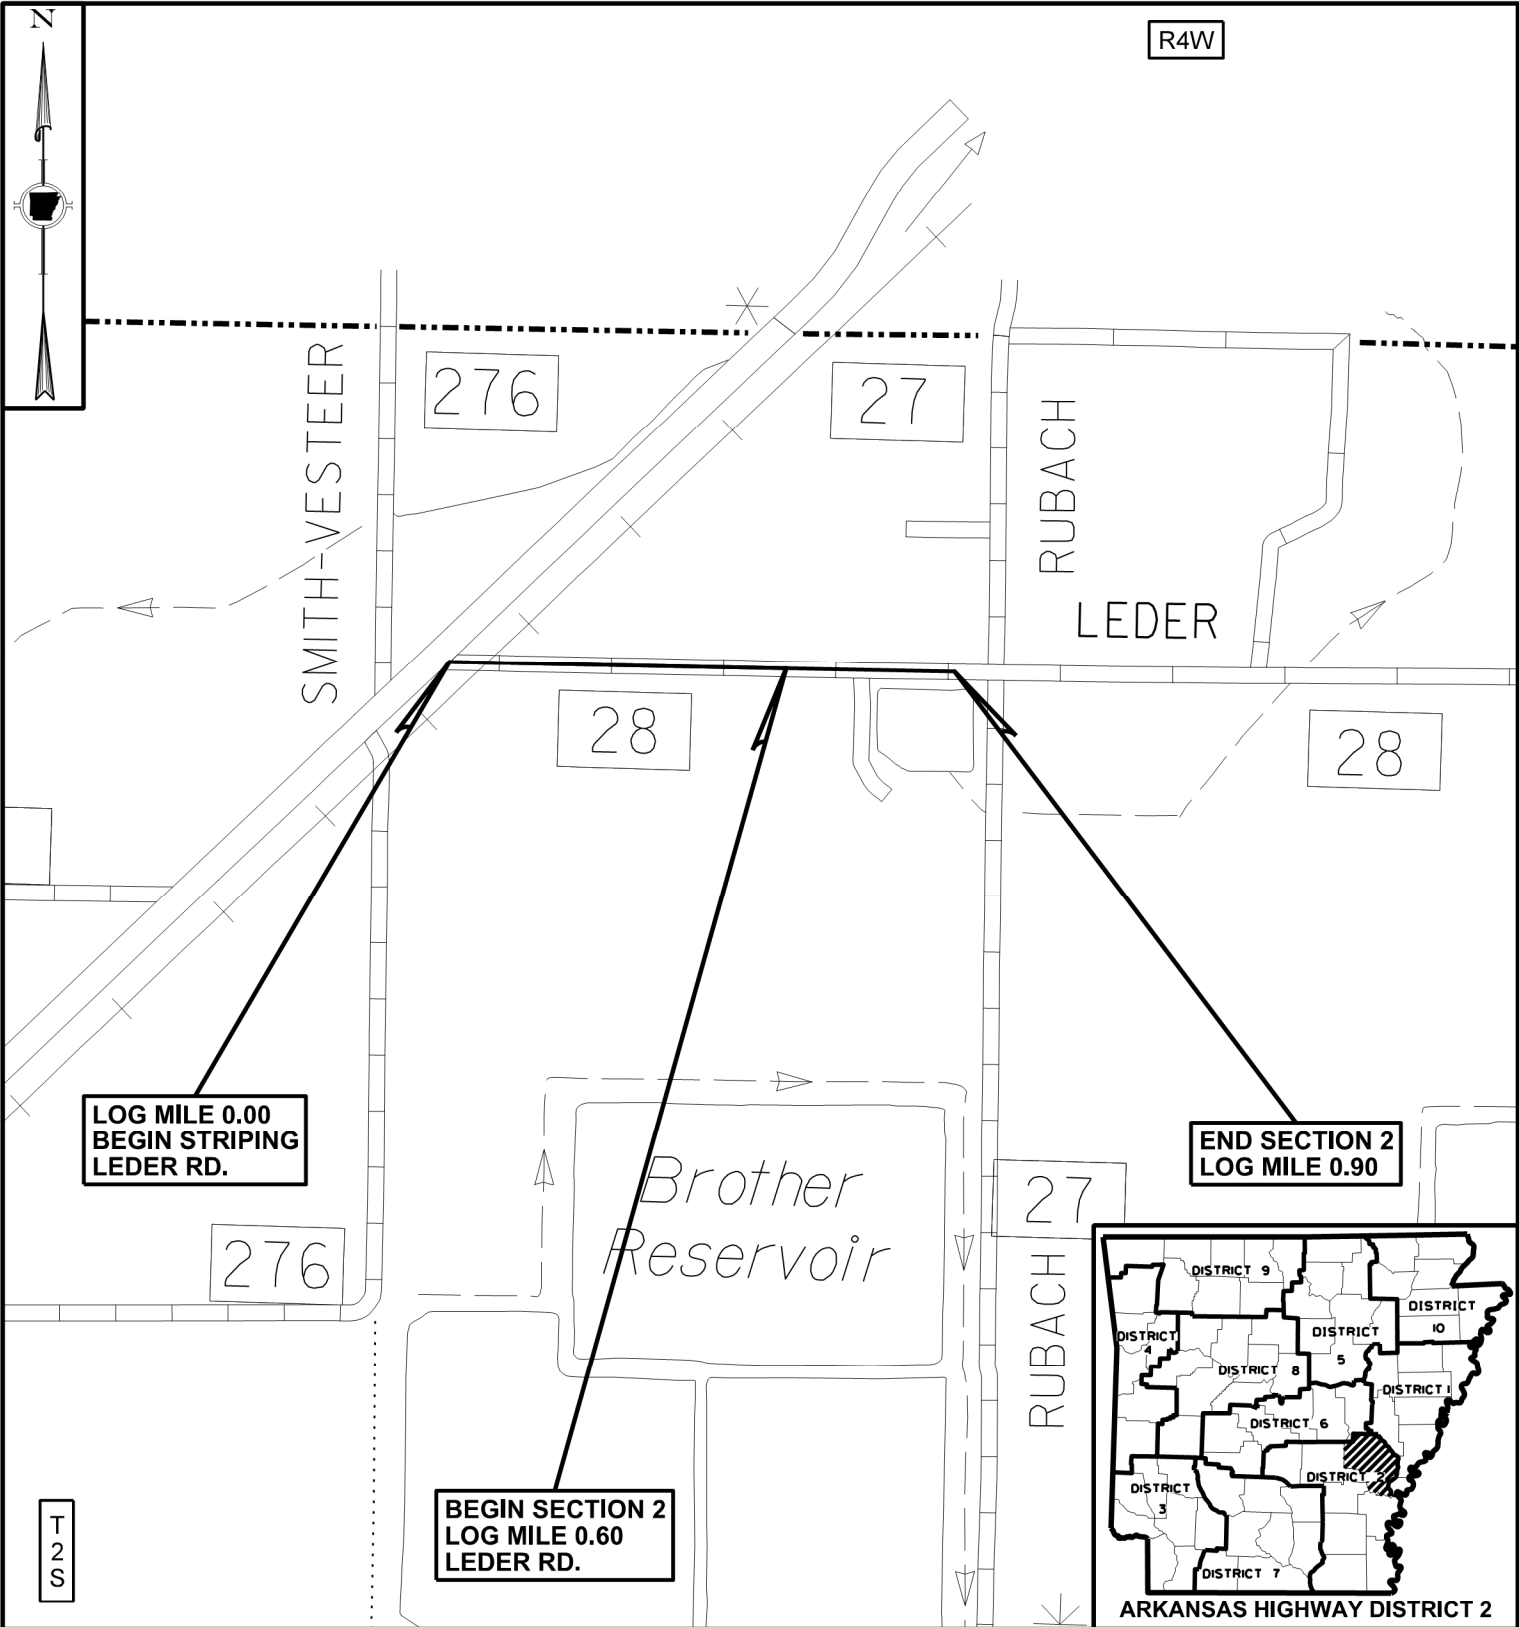 N
R4W
276
27
SMITH-VESTEER
RUBACH
LEDER
28
28
LOG MILE 0.00
BEGIN STRIPING
LEDER RD.
END SECTION 2
LOG MILE 0.90
Brother
Reservoir
27
276
RUBACH
BEGIN SECTION 2
LOG MILE 0.60
LEDER RD.
T
2
S
DISTRICT 9
DISTRICT
10
DISTRICT
4
DISTRICT
5
DISTRICT 8
DISTRICT 1
DISTRICT 6
DISTRICT 2
DISTRICT
3
DISTRICT 7
ARKANSAS HIGHWAY DISTRICT 2